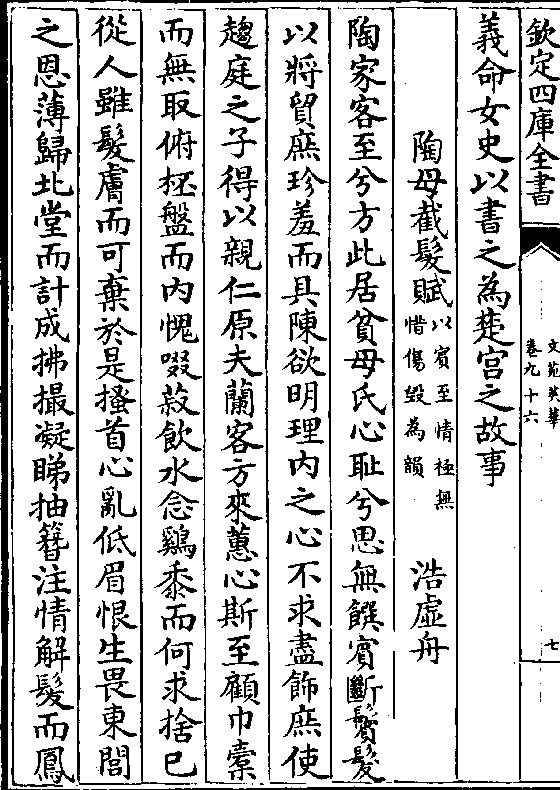 欽定四庫全書
文苑英華
卷九十六
七
義命女史以書之為楚宮之故事
陶母截髮賦以賓至情極無
惜傷毀為韻
浩虛舟
陶家客至兮方此居貧母氏心耻兮思無饌賓斷鬒髮
以將貿庶珍羞而具陳欲明理内之心不求盡飾庶使
趨庭之子得以親仁原夫蘭客方來蕙心斯至顧巾橐
而無取俯杯盤而内愧啜菽飲水念鷄黍而何求捨已
從人雖髮膚而可棄於是搔首心亂低眉恨生畏東閤
之恩薄歸北堂而計成拂撮凝睇抽簪注情解髮而鳳